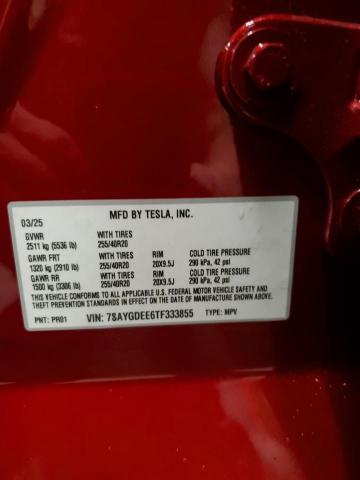 03/25 MFD BY TESLA, INC.
GVWR WITH TIRES
2511 kg (5536 lb) 255/40R20
GAWR FRT WITH TIRES RIM COLD TIRE PRESSURE
1320 kg (2910 lb) 255/40R20 20X9.5J 290 kPa, 42 psi
GAWR RR WITH TIRES RIM COLD TIRE PRESSURE
1500 kg (3306 lb) 255/40R20 20X9.5J 290 kPa, 42 psi
THIS VEHICLE CONFORMS TO ALL APPLICABLE U.S. FEDERAL MOTOR VEHICLE SAFETY AND
THEFT PREVENTION STANDARDS IN EFFECT ON THE DATE OF MANUFACTURE SHOWN ABOVE.
PNT: PR01 VIN: 7SAYGDEE6TF333855 TYPE: MPV